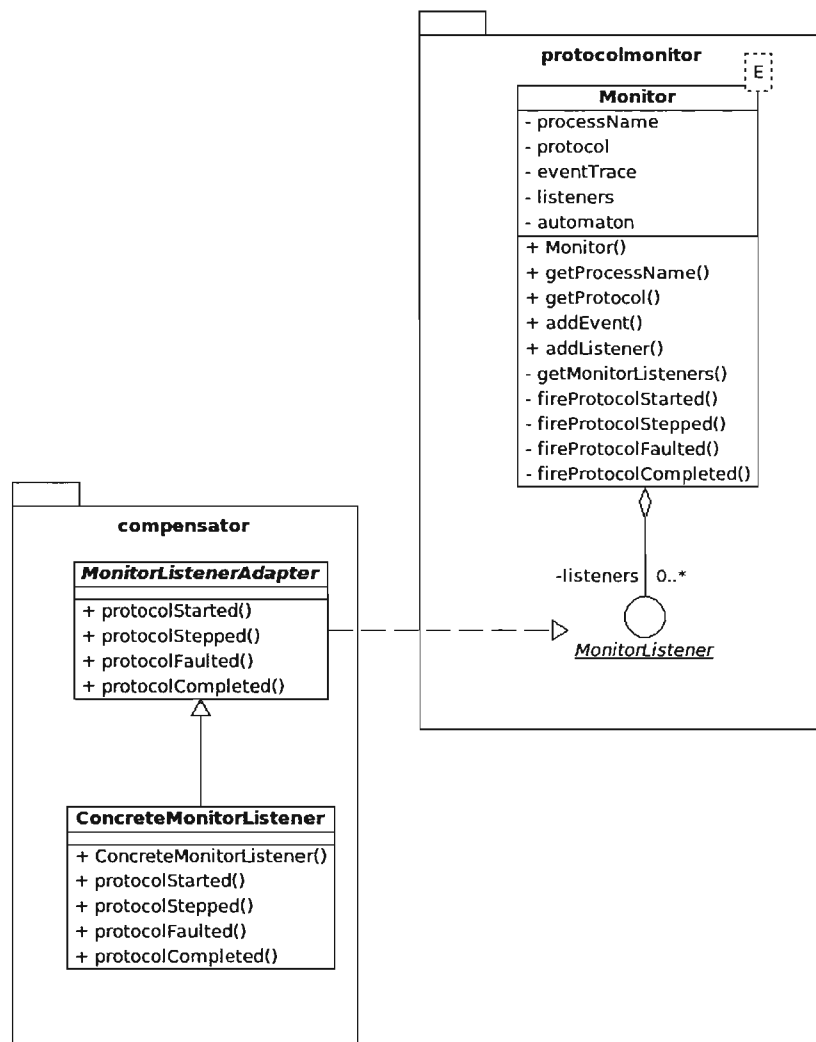 protocolmonitor
E
Monitor
- processName
- protocol
- eventTrace
- listeners
- automaton
+ Monitor()
+ getProcessName()
+ getProtocol()
+ addEvent()
+ addListener()
- getMonitorListeners()
- fireProtocolStarted()
- fireProtocolStepped()
- fireProtocolFaulted()
- fireProtocolCompleted()
-listeners 0..*
MonitorListener
compensator
MonitorListenerAdapter
+ protocolStarted()
+ protocolStepped()
+ protocolFaulted()
+ protocolCompleted()
ConcreteMonitorListener
+ ConcreteMonitorListener()
+ protocolStarted()
+ protocolStepped()
+ protocolFaulted()
+ protocolCompleted()